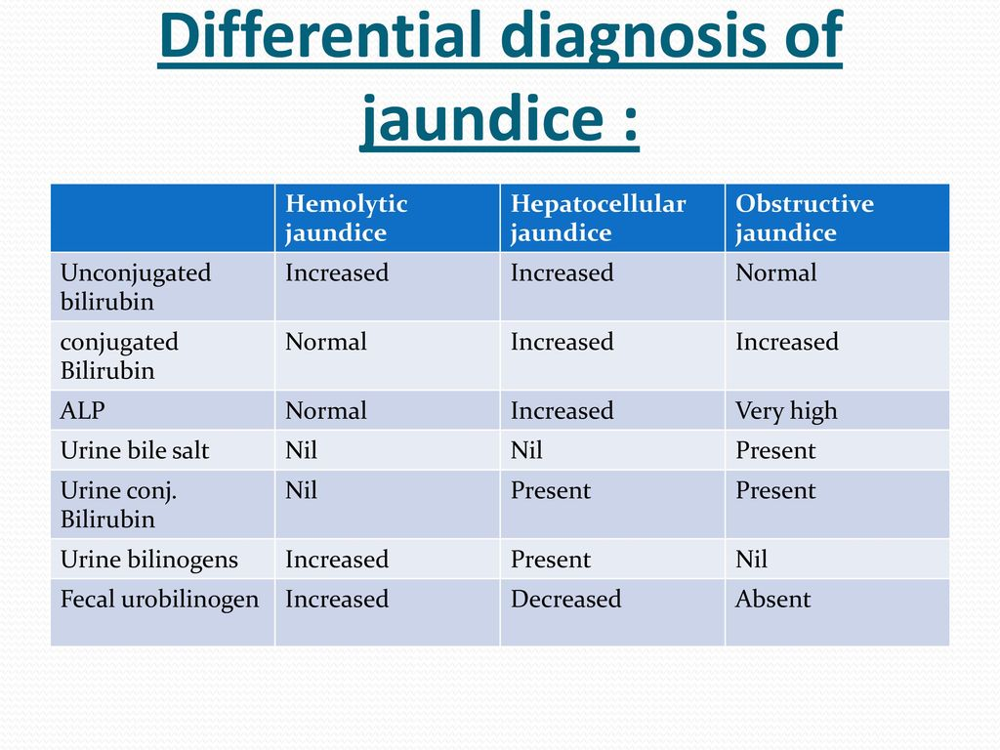 Differential diagnosis of
jaundice :
Hemolytic jaundice Hepatocellular jaundice Obstructive jaundice
Unconjugated bilirubin Increased Increased Normal
conjugated Bilirubin Normal Increased Increased
ALP Normal Increased Very high
Urine bile salt Nil Nil Present
Urine conj. Bilirubin Nil Present Present
Urine bilinogens Increased Present Nil
Fecal urobilinogen Increased Decreased Absent